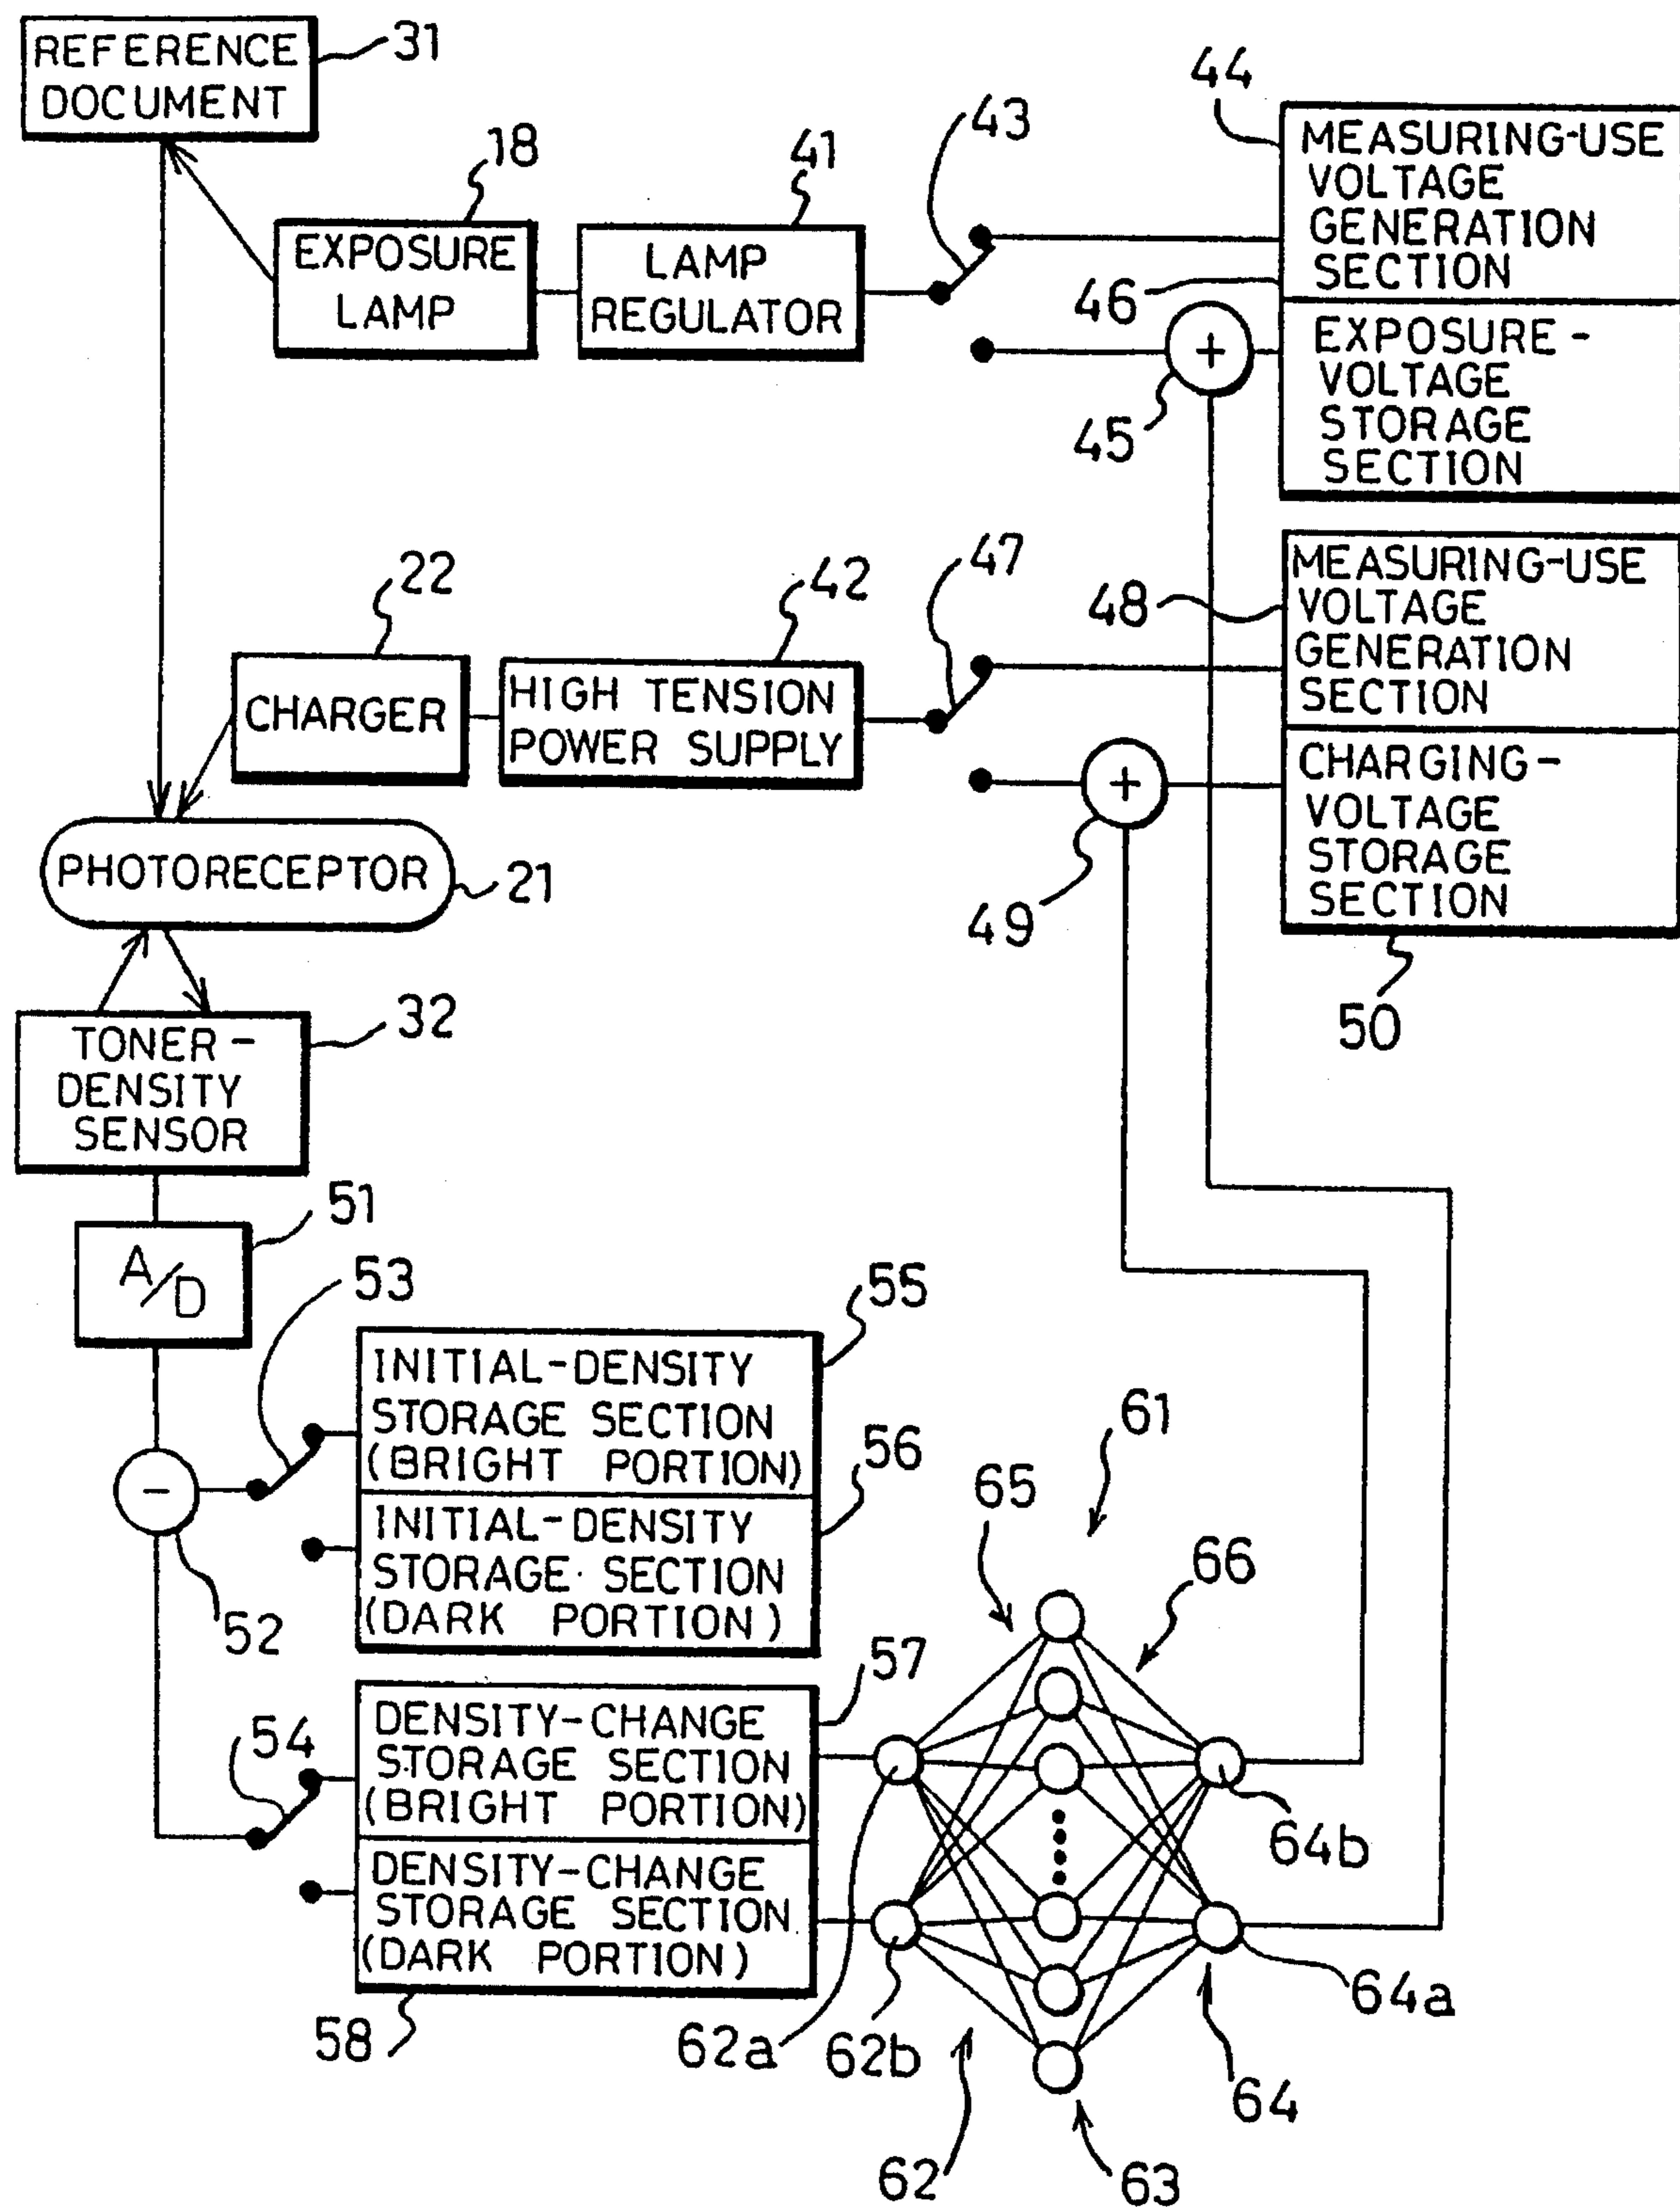 REFERENCE
DOCUMENT
31
18
EXPOSURE
LAMP
41
LAMP
REGULATOR
43
44
MEASURING-USE
VOLTAGE
GENERATION
SECTION
46
+
45
EXPOSURE-
VOLTAGE
STORAGE
SECTION
22
CHARGER
42
HIGH TENSION
POWER SUPPLY
47
48
MEASURING-USE
VOLTAGE
GENERATION
SECTION
+
49
CHARGING-
VOLTAGE
STORAGE
SECTION
50
PHOTORECEPTOR
21
TONER-
DENSITY
SENSOR
32
A/D
51
-
52
53
55
INITIAL-DENSITY
STORAGE SECTION
(BRIGHT PORTION)
56
INITIAL-DENSITY
STORAGE SECTION
(DARK PORTION)
54
57
DENSITY-CHANGE
STORAGE SECTION
(BRIGHT PORTION)
DENSITY-CHANGE
STORAGE SECTION
(DARK PORTION)
58
61
65
66
64b
64a
62a
62b
62
63
64